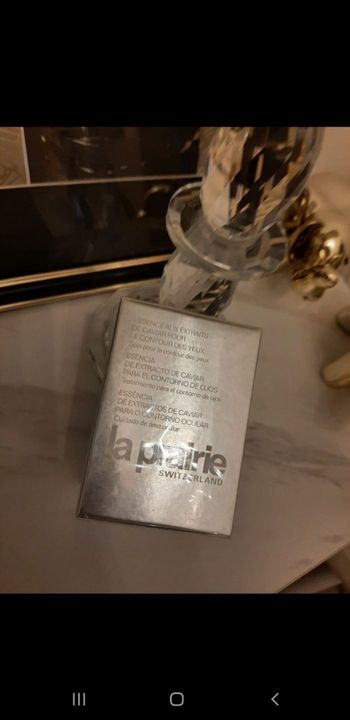 ESSENCE AUX EXTRAITS
DE CAVIAR POUR
LE CONTOUR DES YEUX
Soin pour le contour des yeux
ESENCIA
DE EXTRACTO DE CAVIAR
PARA EL CONTORNO DE OJOS
Tratamiento para el contorno de ojos
ESSÊNCIA
DE EXTRACTOS DE CAVIAR
PARA O CONTORNO OCULAR
Cuidado da área ocular
la prairie
SWITZERLAND